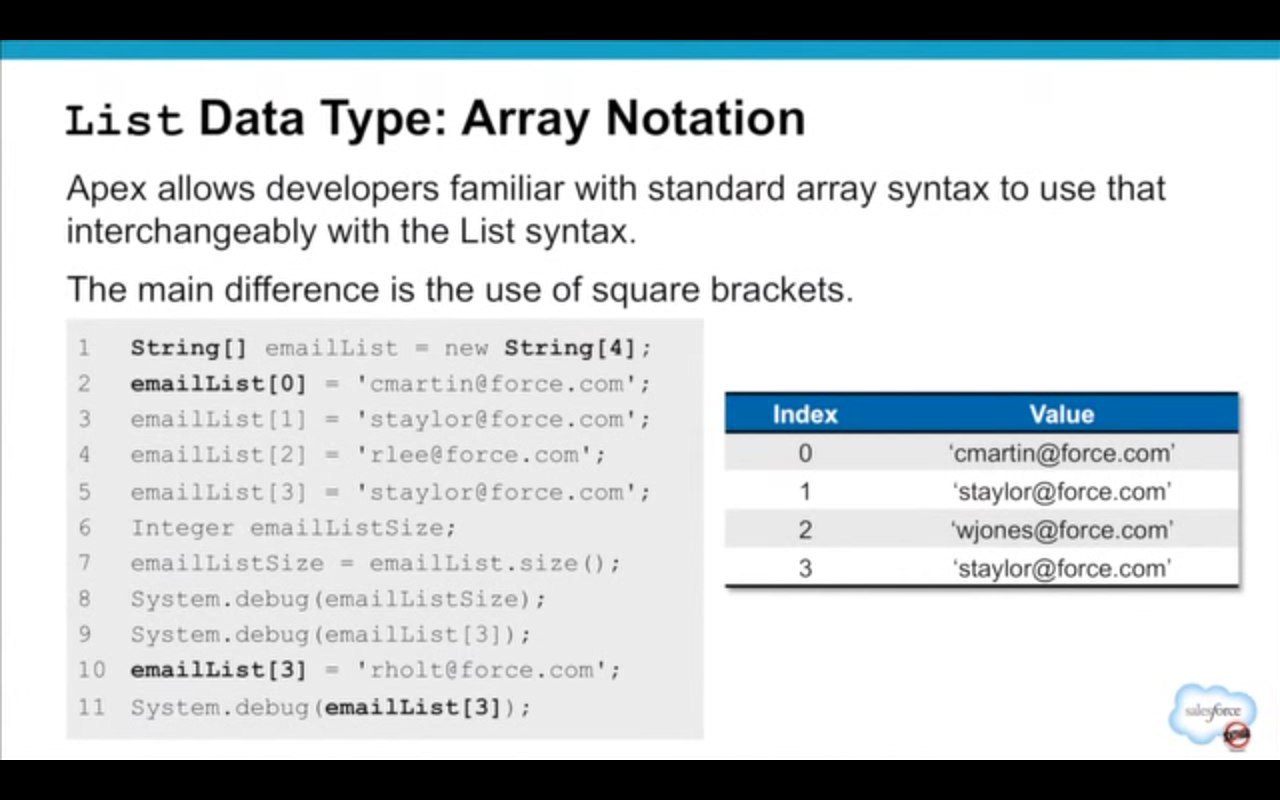 List Data Type: Array Notation
Apex allows developers familiar with standard array syntax to use that
interchangeably with the List syntax.
The main difference is the use of square brackets.
1 String[] emailList = new String[4];
2 emailList[0] = 'cmartin@force.com';
3 emailList[1] = 'staylor@force.com';
4 emailList[2] = 'rlee@force.com';
5 emailList[3] = 'staylor@force.com';
6 Integer emailListSize;
7 emailListSize = emailList.size();
8 System.debug(emailListSize);
9 System.debug(emailList[3]);
10 emailList[3] = 'rholt@force.com';
11 System.debug(emailList[3]);
Index Value
0 ‘cmartin@force.com’
1 ‘staylor@force.com’
2 ‘wjones@force.com’
3 ‘staylor@force.com’
salesforce